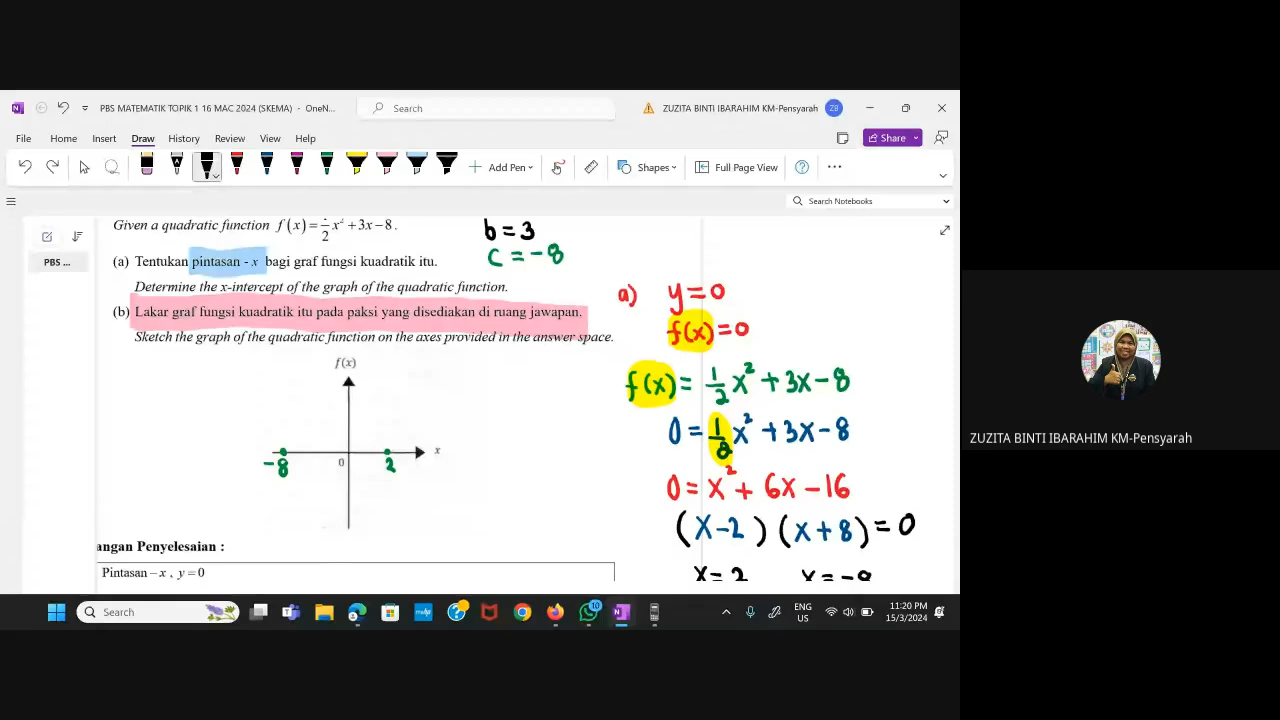 PBS MATEMATIK TOPIK 1 16 MAC 2024 (SKEMA) - OneN...
Search
ZUZITA BINTI IBARAHIM KM-Pensyarah
ZB
File Home Insert Draw History Review View Help
Share
Add Pen
Shapes
Full Page View
Search Notebooks
PBS ...
Given a quadratic function f(x) = 1/2 x² + 3x − 8.
b = 3
c = −8
(a) Tentukan pintasan - x bagi graf fungsi kuadratik itu.
Determine the x-intercept of the graph of the quadratic function.
(b) Lakar graf fungsi kuadratik itu pada paksi yang disediakan di ruang jawapan.
Sketch the graph of the quadratic function on the axes provided in the answer space.
f(x)
x
-8
0
2
a) y = 0
f(x) = 0
f(x) = 1/2 x² + 3x − 8
0 = 1/2 x² + 3x − 8
0 = x² + 6x − 16
(x − 2) (x + 8) = 0
x = 2 x = −8
angan Penyelesaian :
Pintasan – x , y = 0
ZUZITA BINTI IBARAHIM KM-Pensyarah
Search
10
ENG
US
11:20 PM
15/3/2024